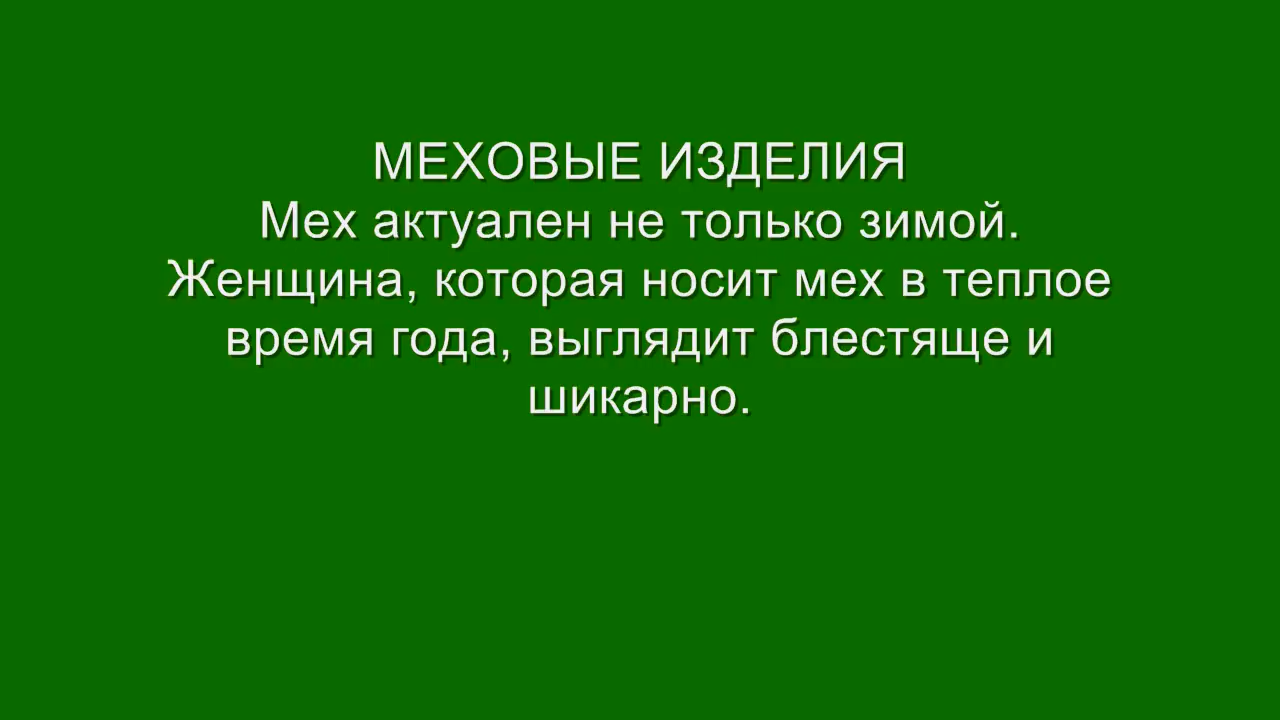 МЕХОВЫЕ ИЗДЕЛИЯ
Мех актуален не только зимой.
Женщина, которая носит мех в теплое
время года, выглядит блестяще и
шикарно.